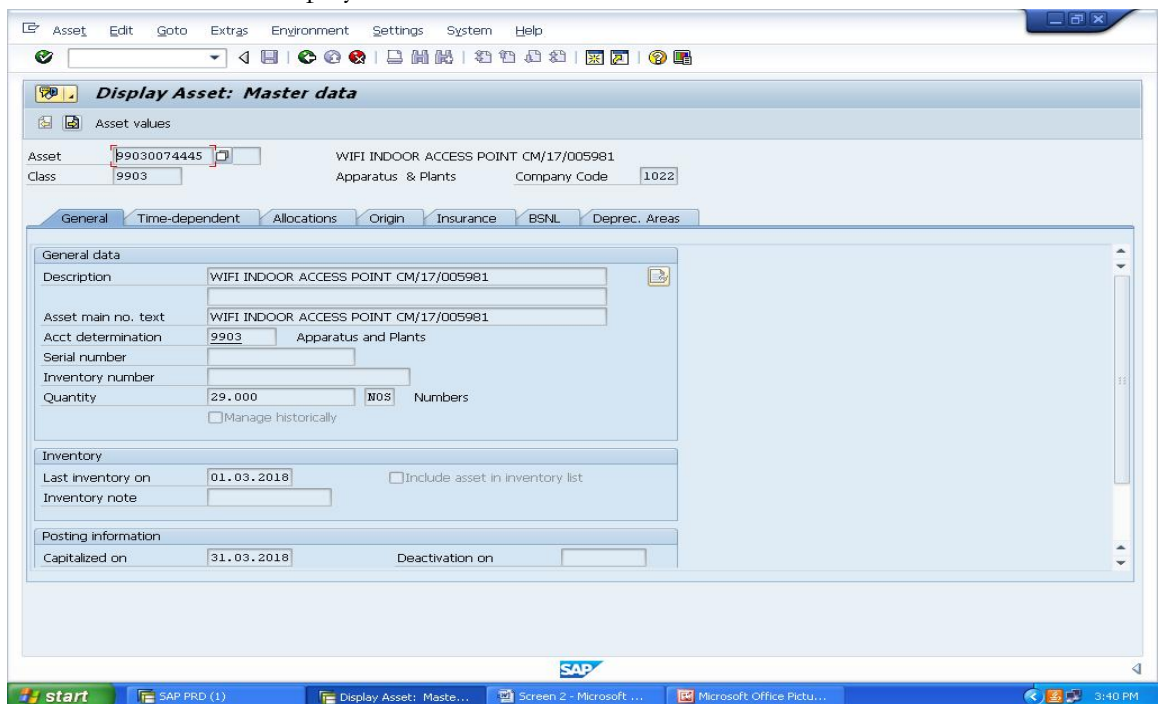 Asset Edit Goto Extras Environment Settings System Help
Display Asset: Master data
Asset values
Asset 99030074445 WIFI INDOOR ACCESS POINT CM/17/005981
Class 9903 Apparatus & Plants Company Code 1022
General Time-dependent Allocations Origin Insurance BSNL Deprec. Areas
General data
Description WIFI INDOOR ACCESS POINT CM/17/005981
Asset main no. text WIFI INDOOR ACCESS POINT CM/17/005981
Acct determination 9903 Apparatus and Plants
Serial number
Inventory number
Quantity 29.000 NOS Numbers
Manage historically
Inventory
Last inventory on 01.03.2018 Include asset in inventory list
Inventory note
Posting information
Capitalized on 31.03.2018 Deactivation on
SAP
start SAP PRD (1) Display Asset: Maste... Screen 2 - Microsoft ... Microsoft Office Pictu... 3:40 PM